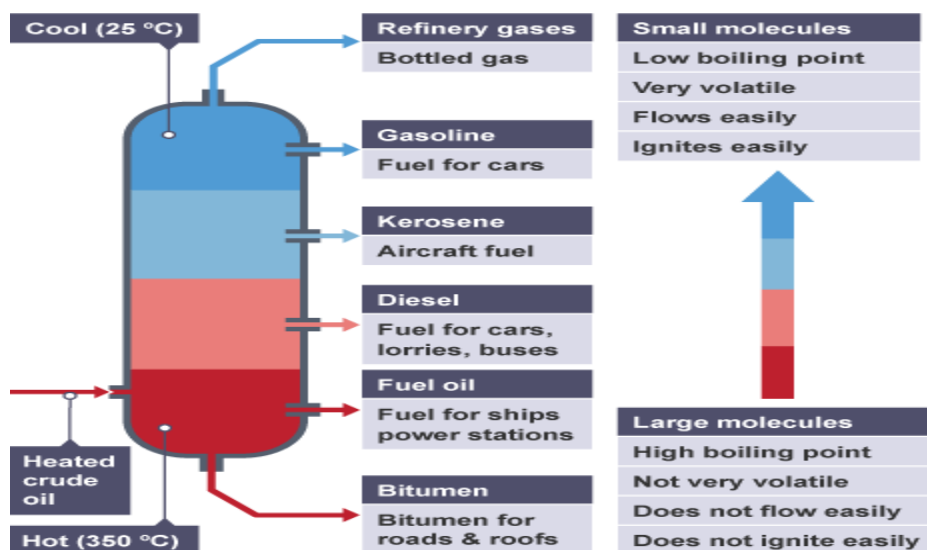 Cool (25 °C)
Refinery gases
Bottled gas
Gasoline
Fuel for cars
Kerosene
Aircraft fuel
Diesel
Fuel for cars,
lorries, buses
Fuel oil
Fuel for ships
power stations
Bitumen
Bitumen for
roads & roofs
Heated
crude
oil
Hot (350 °C)
Small molecules
Low boiling point
Very volatile
Flows easily
Ignites easily
Large molecules
High boiling point
Not very volatile
Does not flow easily
Does not ignite easily